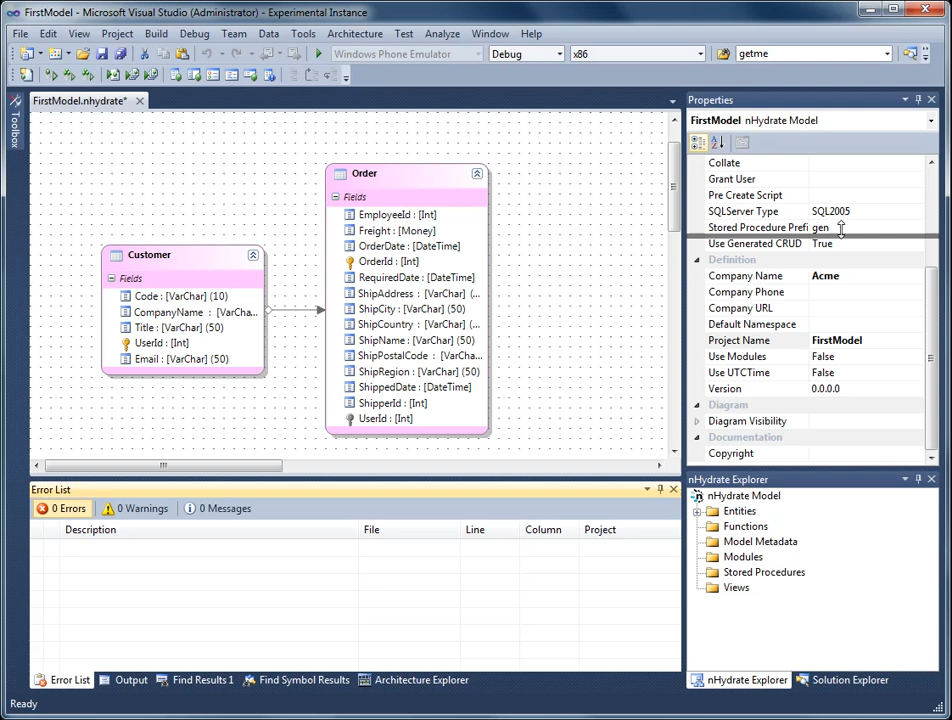 FirstModel - Microsoft Visual Studio (Administrator) - Experimental Instance
File Edit View Project Build Debug Team Data Tools Architecture Test Analyze Window Help
Windows Phone Emulator Debug x86 getme
Toolbox
FirstModel.nhydrate*
Customer
Fields
Code : [VarChar] (10)
CompanyName : [VarCha...
Title : [VarChar] (50)
UserId : [Int]
Email : [VarChar] (50)
Order
Fields
EmployeeId : [Int]
Freight : [Money]
OrderDate : [DateTime]
OrderId : [Int]
RequiredDate : [DateTime]
ShipAddress : [VarChar] (...
ShipCity : [VarChar] (50)
ShipCountry : [VarChar] (...
ShipName : [VarChar] (50)
ShipPostalCode : [VarCha...
ShipRegion : [VarChar] (50)
ShippedDate : [DateTime]
ShipperId : [Int]
UserId : [Int]
Properties
FirstModel nHydrate Model
Collate
Grant User
Pre Create Script
SQLServer Type SQL2005
Stored Procedure Prefi gen
Use Generated CRUD True
Definition
Company Name Acme
Company Phone
Company URL
Default Namespace
Project Name FirstModel
Use Modules False
Use UTCTime False
Version 0.0.0.0
Diagram
Diagram Visibility
Documentation
Copyright
Error List
0 Errors 0 Warnings 0 Messages
Description File Line Column Project
nHydrate Explorer
nHydrate Model
Entities
Functions
Model Metadata
Modules
Stored Procedures
Views
Error List Output Find Results 1 Find Symbol Results Architecture Explorer
nHydrate Explorer Solution Explorer
Ready